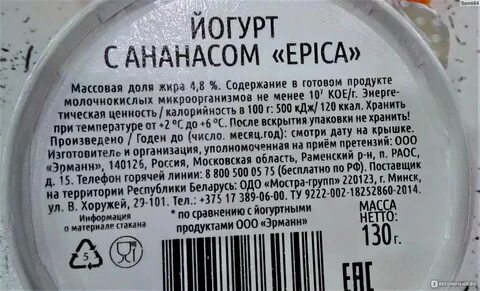 Bam684
ЙОГУРТ
С АНАНАСОМ «EPICA»
Массовая доля жира 4,8 %. Содержание в готовом продукте
молочнокислых микроорганизмов не менее 10⁷ КОЕ/г. Энерге-
тическая ценность / калорийность в 100 г: 500 кДж/ 120 ккал. Хранить
при температуре от +2 °С до +6 °С. После вскрытия упаковки не хранить!
Произведено / Годен до (число. месяц.год): смотри дату на крышке.
Изготовитель и организация, уполномоченная на приём претензий: ООО
«Эрманн», 140126, Россия, Московская область, Раменский р-н, п. РАОС,
д. 15. Телефон горячей линии: 8 800 500 05 75 (бесплатно по РФ). Поставщик
на территории Республики Беларусь: ОДО «Мостра-групп» 220123, г. Минск,
ул. В. Хоружей, 29-101. Тел.: +375 17 389-06-00. ТУ 9222-002-18252860-2014.
Информация
о материале стакана
5
* по сравнению с йогуртными
продуктами ООО «Эрманн»
МАССА
НЕТТО:
130 г.
EAC
IRECOMMEND.RU